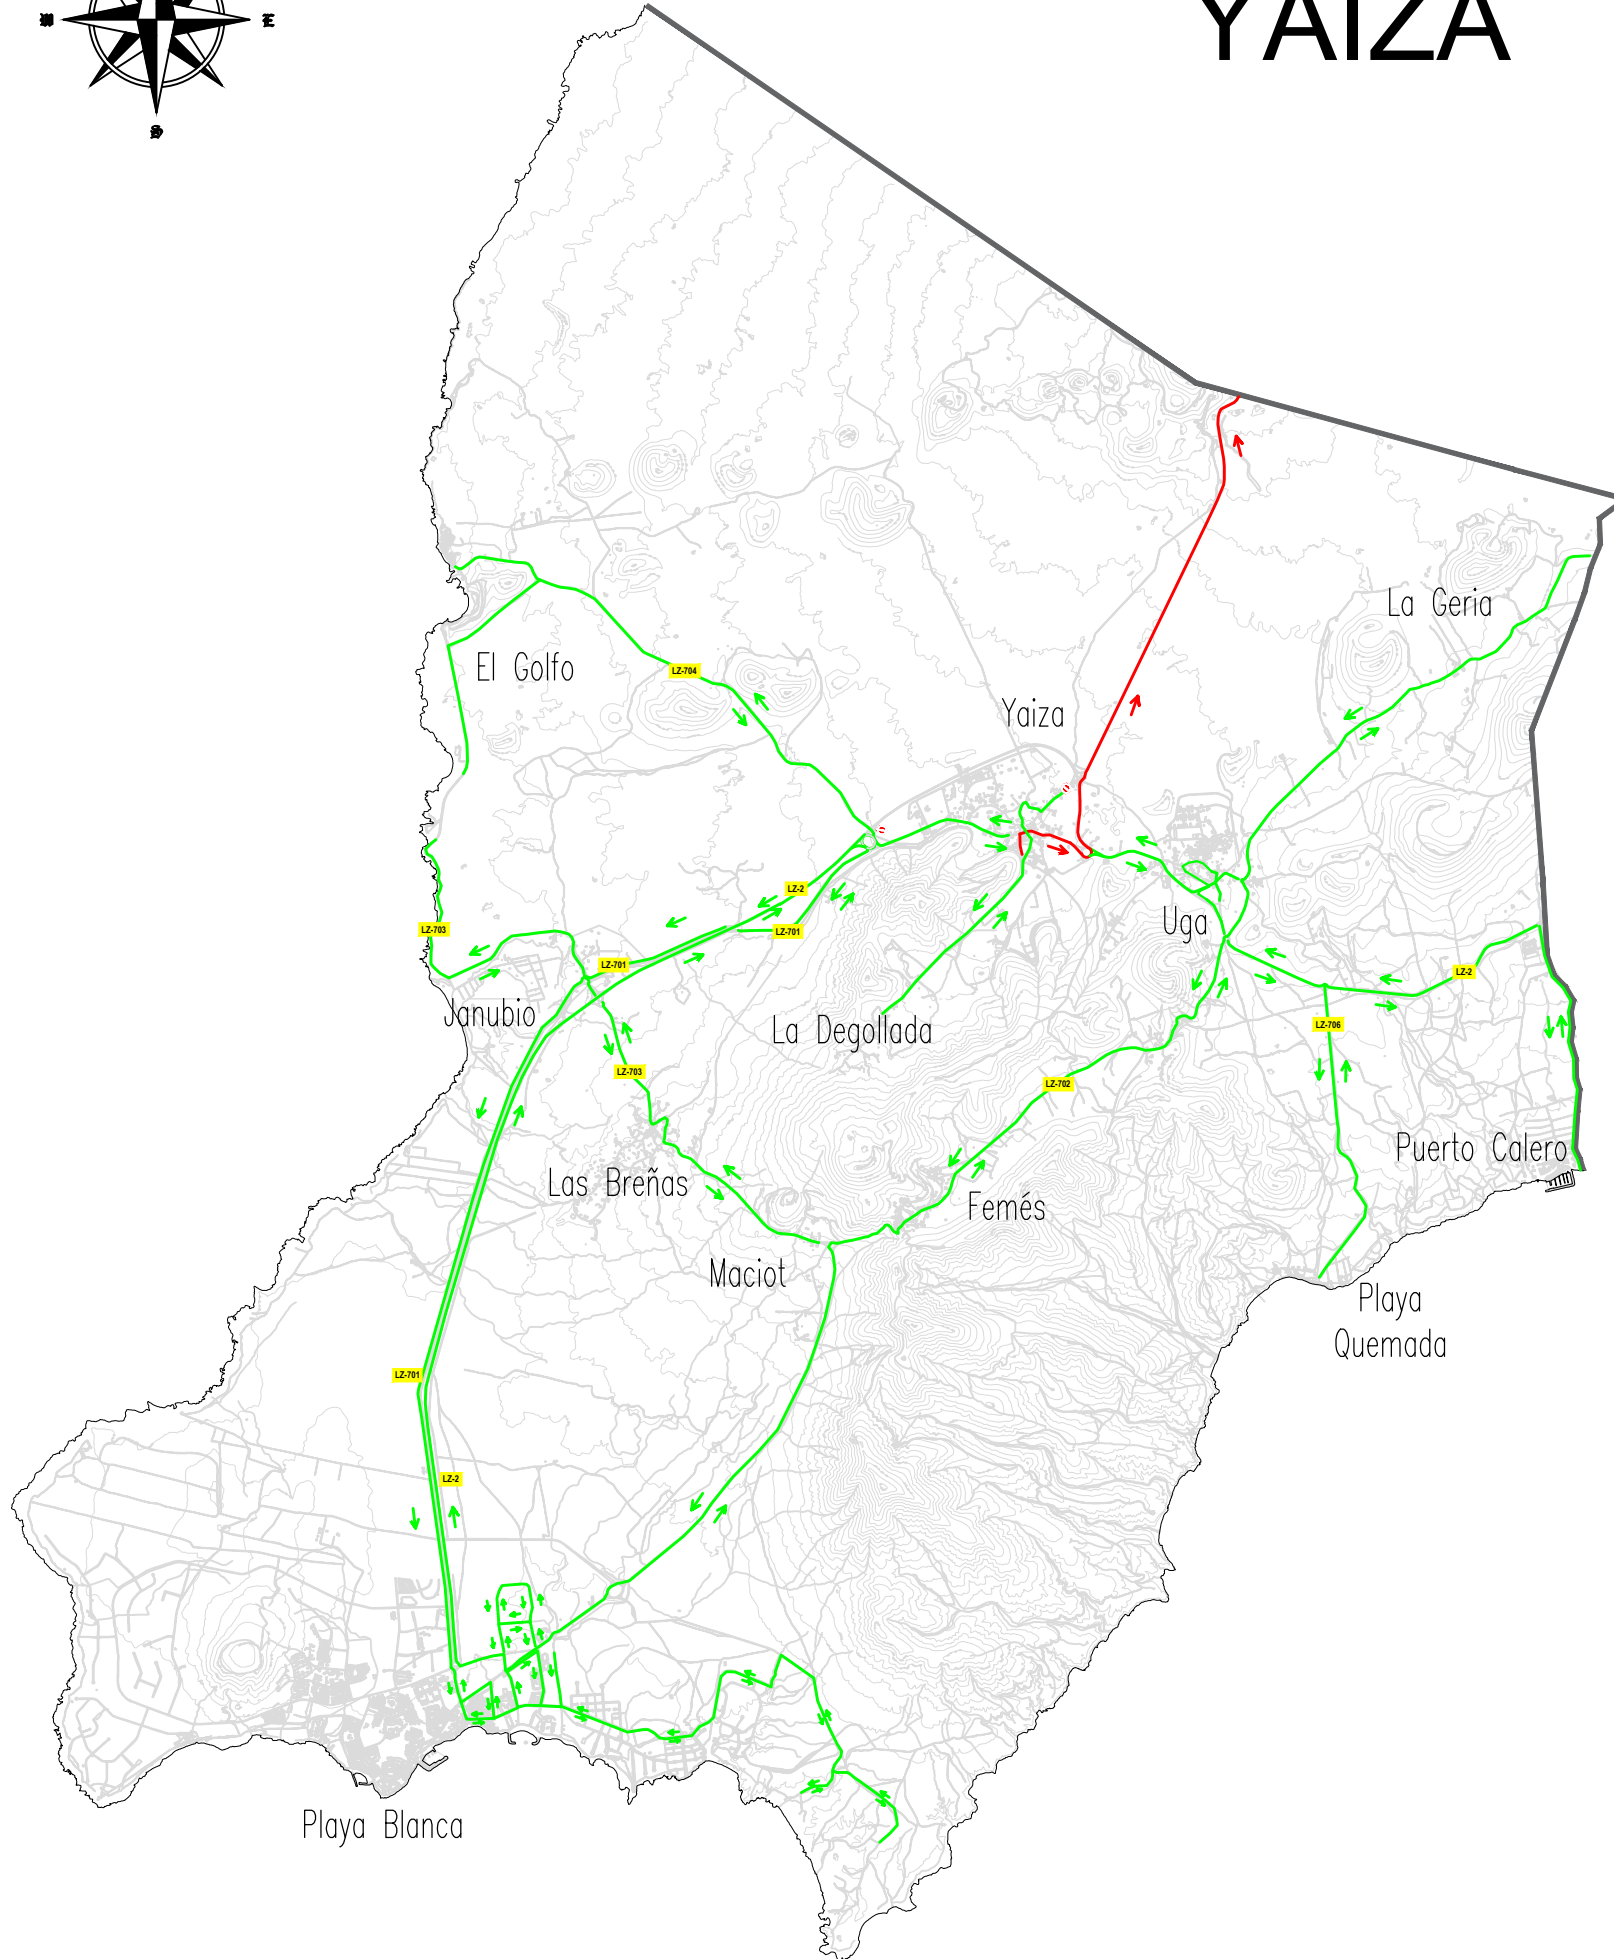 YAIZA
W
E
S
La Geria
El Golfo
LZ-704
Yaiza
LZ-2
Uga
LZ-703
LZ-701
LZ-701
LZ-2
Janubio
La Degollada
LZ-706
LZ-703
LZ-702
Puerto Calero
Las Breñas
Femés
Maciot
Playa
Quemada
LZ-701
LZ-2
Playa Blanca